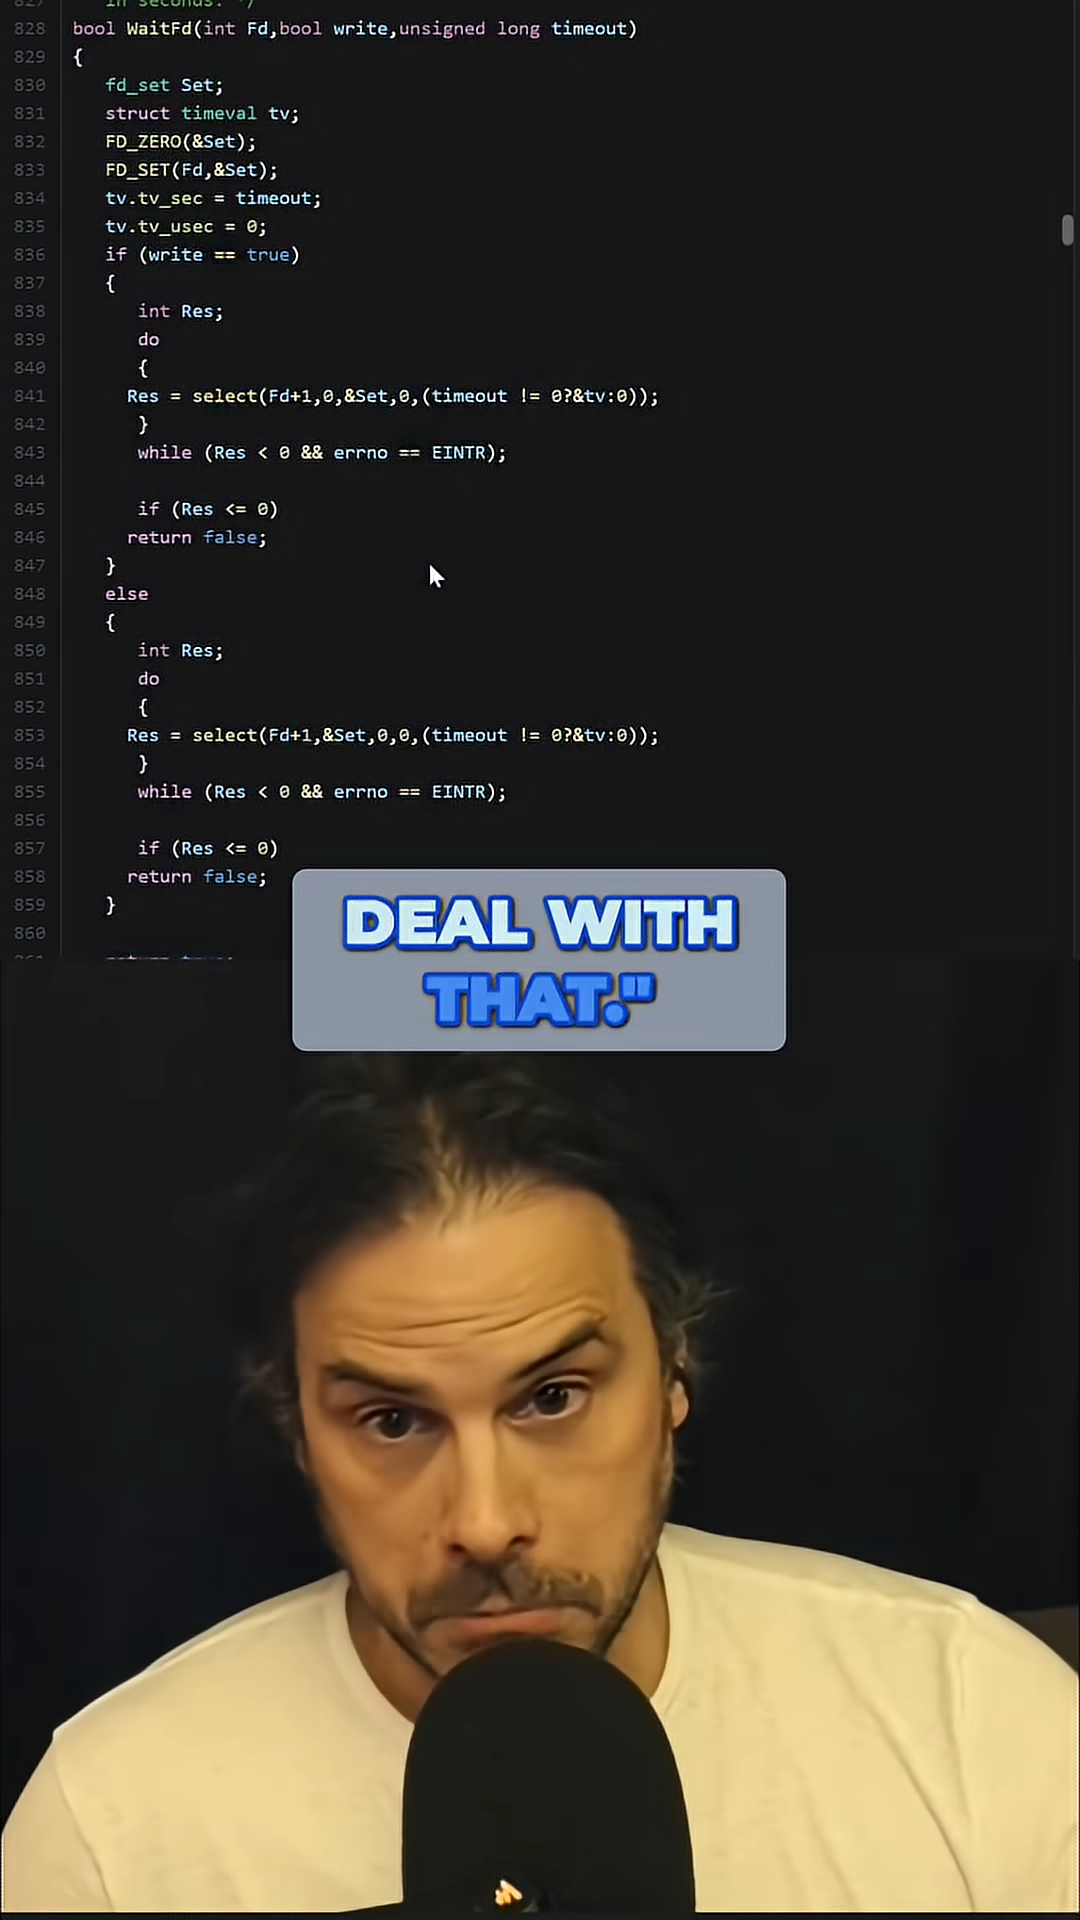 827 in seconds. */
828 bool WaitFd(int Fd,bool write,unsigned long timeout)
829 {
830 fd_set Set;
831 struct timeval tv;
832 FD_ZERO(&Set);
833 FD_SET(Fd,&Set);
834 tv.tv_sec = timeout;
835 tv.tv_usec = 0;
836 if (write == true)
837 {
838 int Res;
839 do
840 {
841 Res = select(Fd+1,0,&Set,0,(timeout != 0?&tv:0));
842 }
843 while (Res < 0 && errno == EINTR);
844
845 if (Res <= 0)
846 return false;
847 }
848 else
849 {
850 int Res;
851 do
852 {
853 Res = select(Fd+1,&Set,0,0,(timeout != 0?&tv:0));
854 }
855 while (Res < 0 && errno == EINTR);
856
857 if (Res <= 0)
858 return false;
859 }
860
DEAL WITH
THAT."